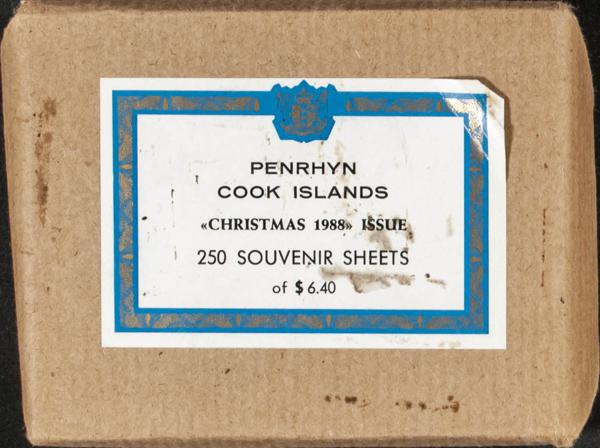 PENRHYN
COOK ISLANDS
«CHRISTMAS 1988» ISSUE
250 SOUVENIR SHEETS
of $6.40